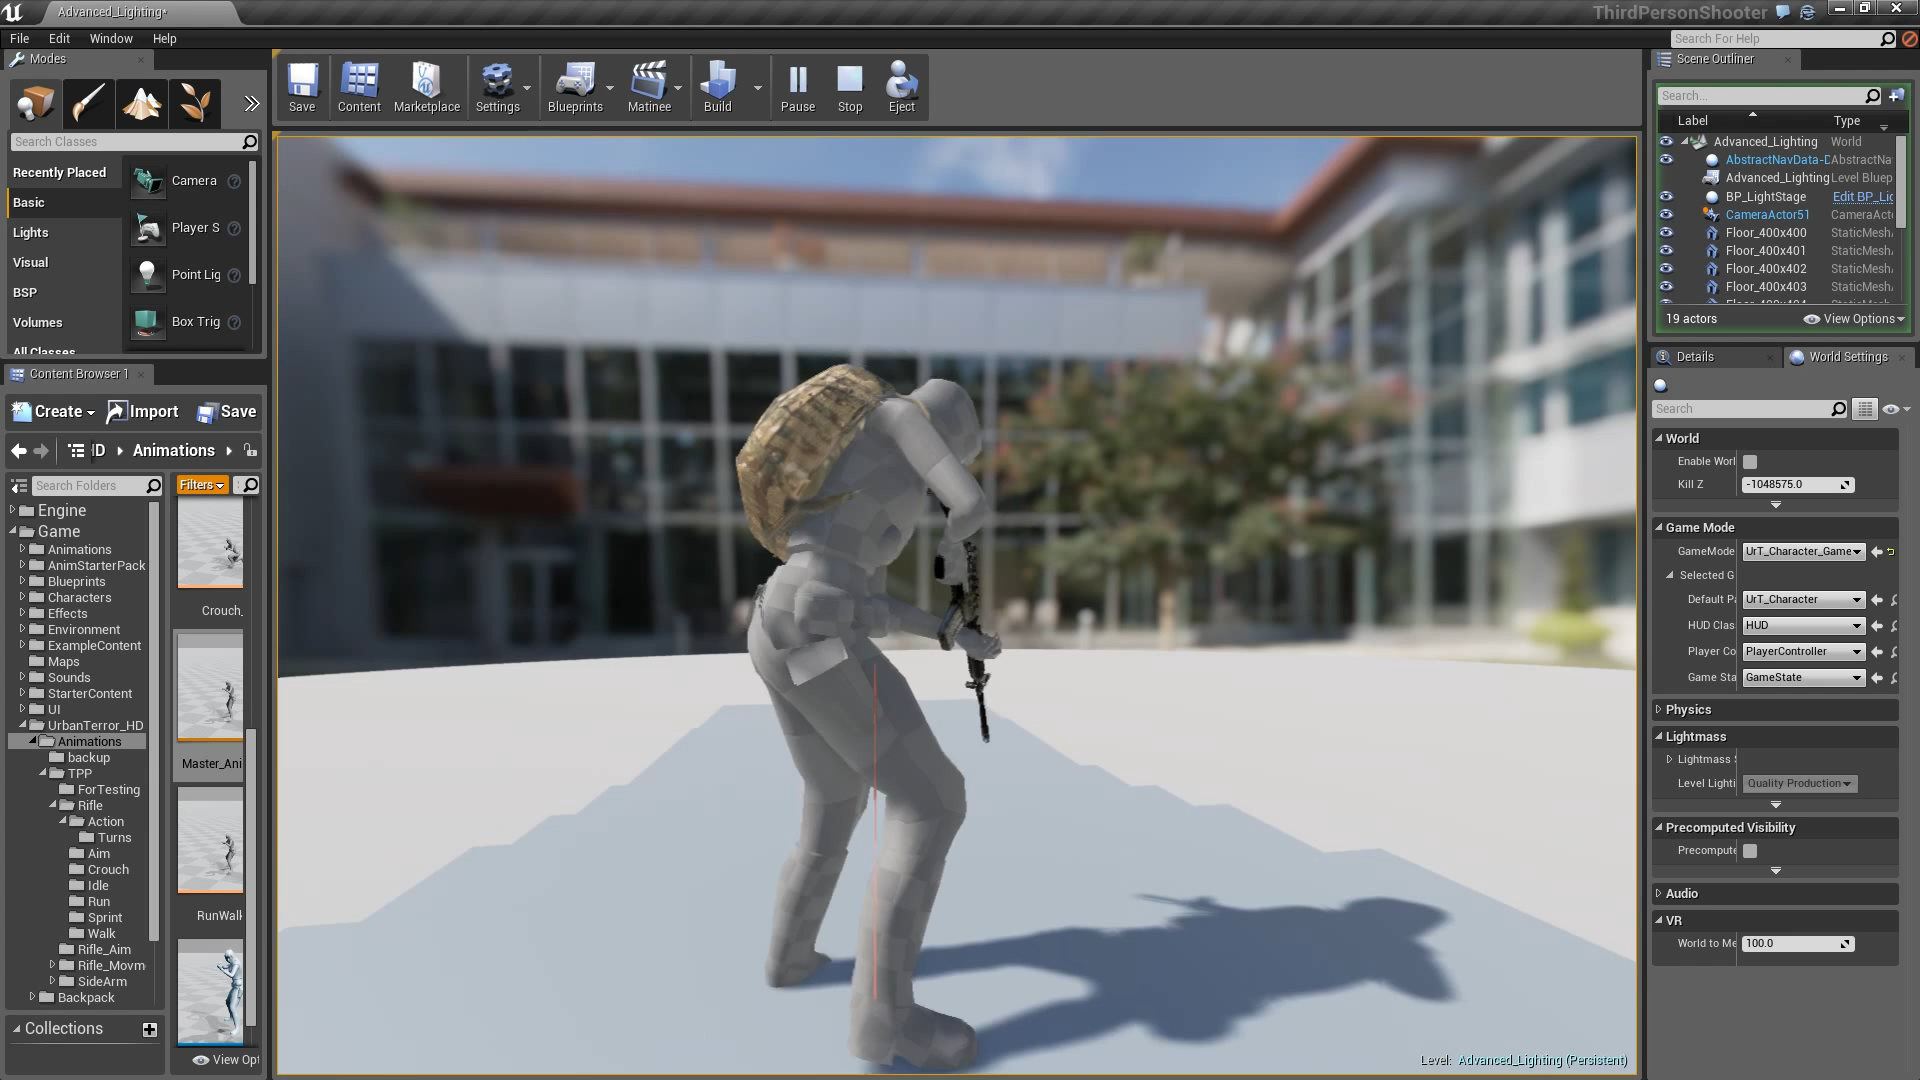 Advanced_Lighting*
ThirdPersonShooter
File Edit Window Help
Search For Help
Modes
Save
Content
Marketplace
Settings
Blueprints
Matinee
Build
Pause
Stop
Eject
Search Classes
Recently Placed
Basic
Lights
Visual
BSP
Volumes
All Classes
Camera
Player S
Point Lig
Box Trig
Content Browser 1
Create
Import
Save
Animations
Search Folders
Filters
Engine
Game
Animations
AnimStarterPack
Blueprints
Characters
Effects
Environment
ExampleContent
Maps
Sounds
StarterContent
UI
UrbanTerror_HD
Animations
backup
TPP
ForTesting
Rifle
Action
Turns
Aim
Crouch
Idle
Run
Sprint
Walk
Rifle_Aim
Rifle_Movm
SideArm
Backpack
Collections
Crouch_
Master_Ani
RunWalk
View Opt
Level: Advanced_Lighting (Persistent)
Scene Outliner
Search...
Label Type
Advanced_Lighting World
AbstractNavData-D AbstractNa
Advanced_Lighting Level Bluep
BP_LightStage Edit BP_Lig
CameraActor51 CameraAct
Floor_400x400 StaticMesh
Floor_400x401 StaticMesh
Floor_400x402 StaticMesh
Floor_400x403 StaticMesh
19 actors
View Options
Details
World Settings
Search
World
Enable Worl
Kill Z -1048575.0
Game Mode
GameMode UrT_Character_Game
Selected G
Default Pa UrT_Character
HUD Clas HUD
Player Co PlayerController
Game Sta GameState
Physics
Lightmass
Lightmass S
Level Lighti Quality Production
Precomputed Visibility
Precompute
Audio
VR
World to Me 100.0